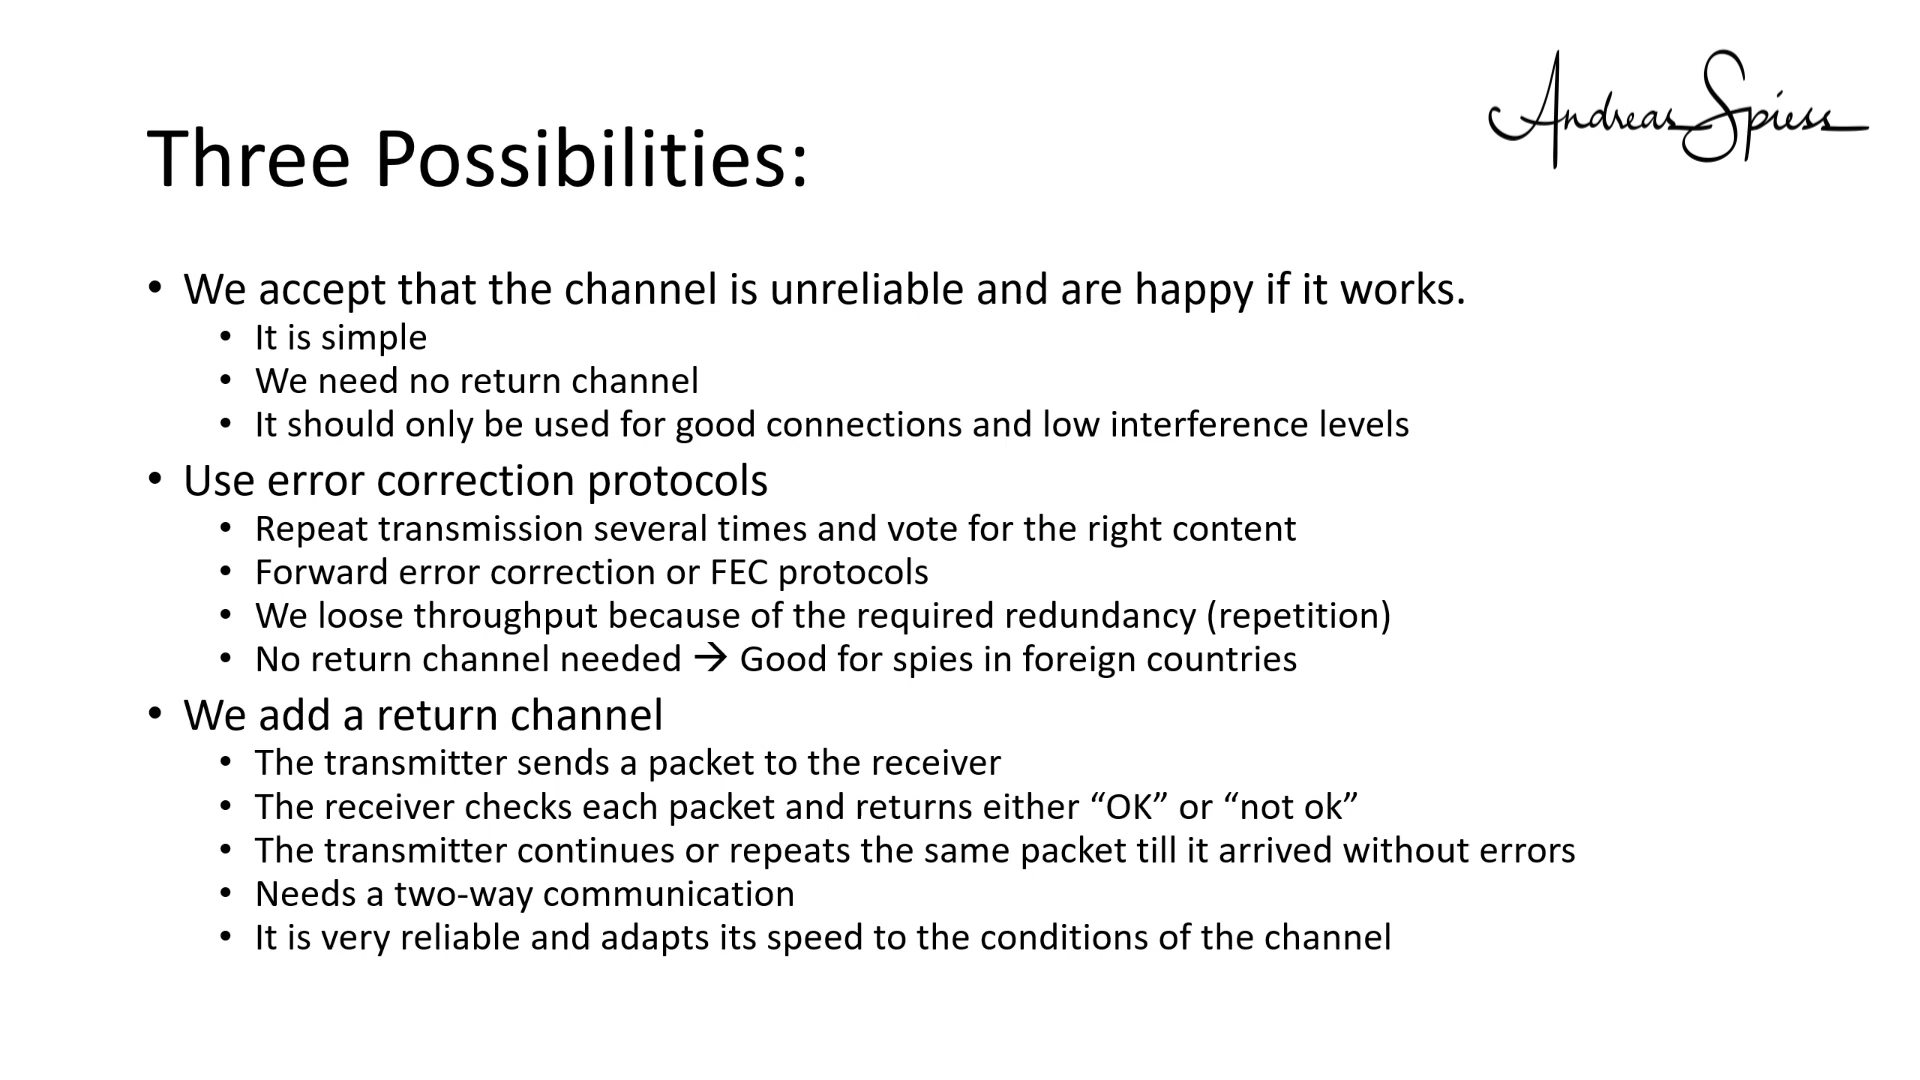 Andreas Spiess
Three Possibilities:
• We accept that the channel is unreliable and are happy if it works.
• It is simple
• We need no return channel
• It should only be used for good connections and low interference levels
• Use error correction protocols
• Repeat transmission several times and vote for the right content
• Forward error correction or FEC protocols
• We loose throughput because of the required redundancy (repetition)
• No return channel needed → Good for spies in foreign countries
• We add a return channel
• The transmitter sends a packet to the receiver
• The receiver checks each packet and returns either “OK” or “not ok”
• The transmitter continues or repeats the same packet till it arrived without errors
• Needs a two-way communication
• It is very reliable and adapts its speed to the conditions of the channel